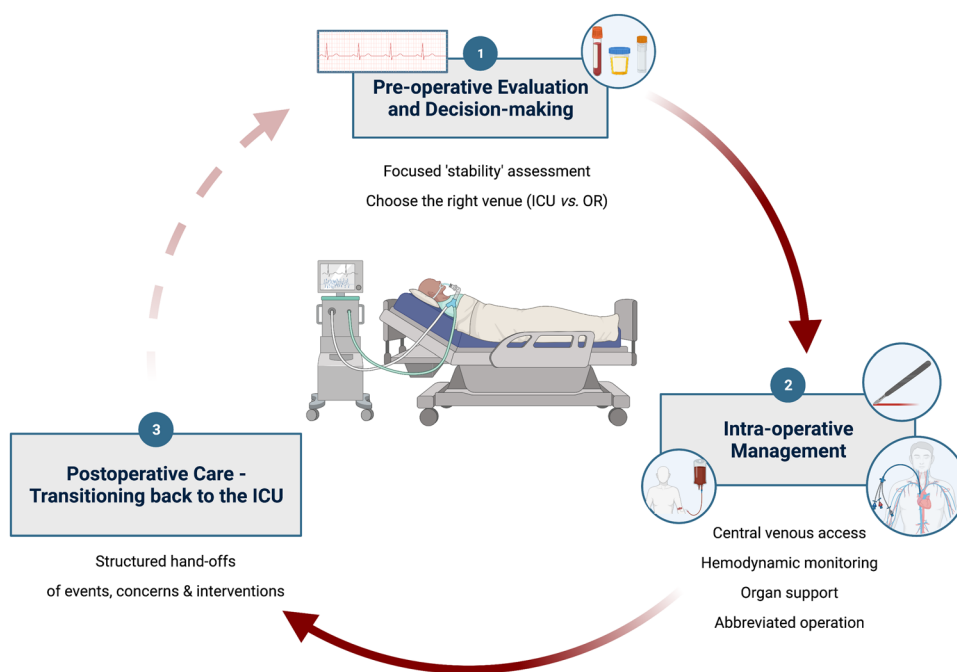 1
Pre-operative Evaluation
and Decision-making
Focused 'stability' assessment
Choose the right venue (ICU vs. OR)
2
Intra-operative
Management
Central venous access
Hemodynamic monitoring
Organ support
Abbreviated operation
3
Postoperative Care -
Transitioning back to the ICU
Structured hand-offs
of events, concerns & interventions